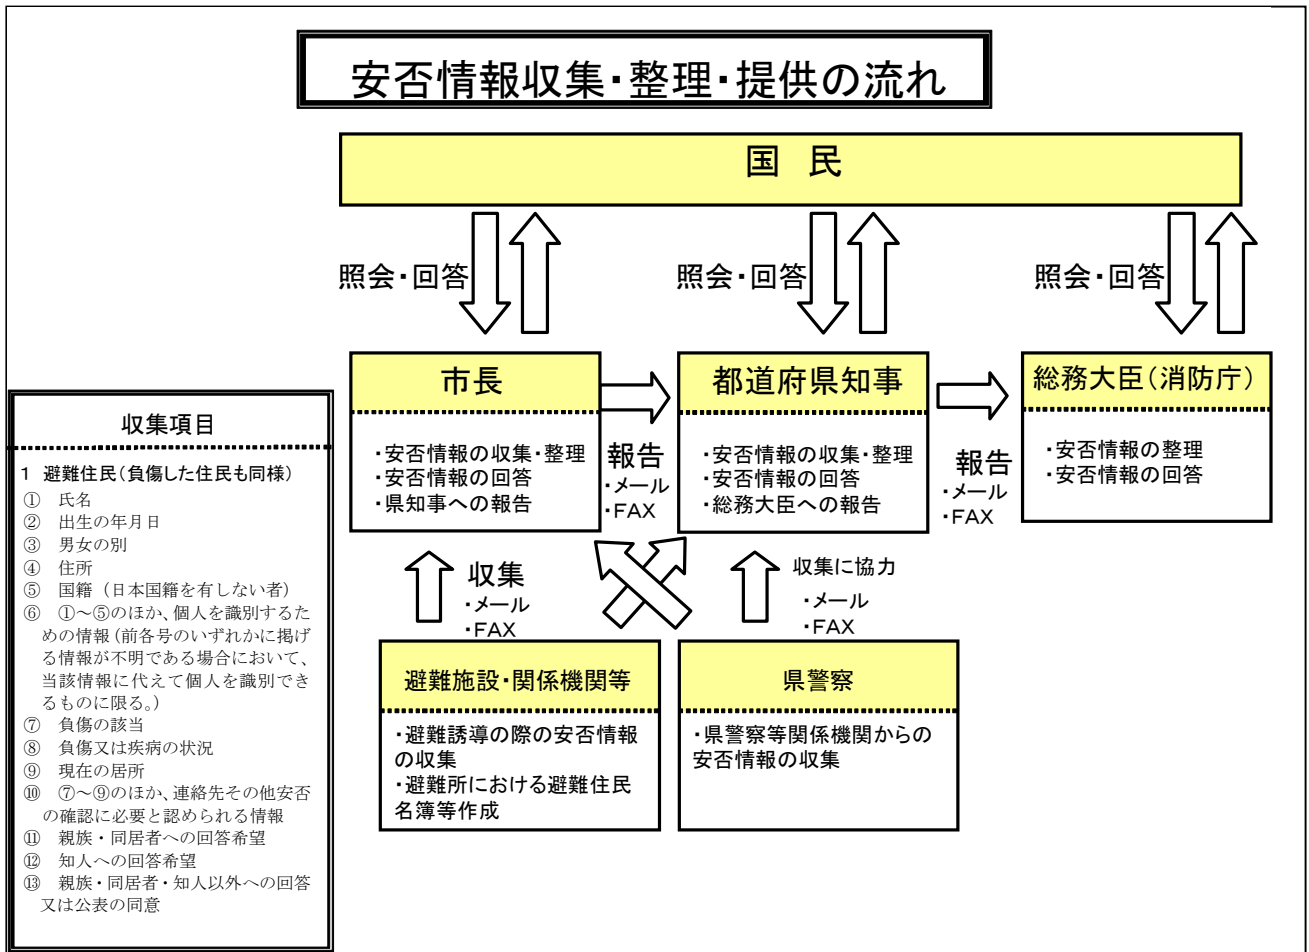 安否情報収集・整理・提供の流れ
国 民
照会・回答
照会・回答
照会・回答
市長
・安否情報の収集・整理
・安否情報の回答
・県知事への報告
報告
・メール
・FAX
都道府県知事
・安否情報の収集・整理
・安否情報の回答
・総務大臣への報告
報告
・メール
・FAX
総務大臣(消防庁)
・安否情報の整理
・安否情報の回答
収集
・メール
・FAX
収集に協力
・メール
・FAX
避難施設・関係機関等
・避難誘導の際の安否情報
の収集
・避難所における避難住民
名簿等作成
県警察
・県警察等関係機関からの
安否情報の収集
収集項目
1 避難住民(負傷した住民も同様)
① 氏名
② 出生の年月日
③ 男女の別
④ 住所
⑤ 国籍(日本国籍を有しない者)
⑥ ①～⑤のほか、個人を識別するた
めの情報(前各号のいずれかに掲げ
る情報が不明である場合において、
当該情報に代えて個人を識別でき
るものに限る。)
⑦ 負傷の該当
⑧ 負傷又は疾病の状況
⑨ 現在の居所
⑩ ⑦～⑨のほか、連絡先その他安否
の確認に必要と認められる情報
⑪ 親族・同居者への回答希望
⑫ 知人への回答希望
⑬ 親族・同居者・知人以外への回答
又は公表の同意